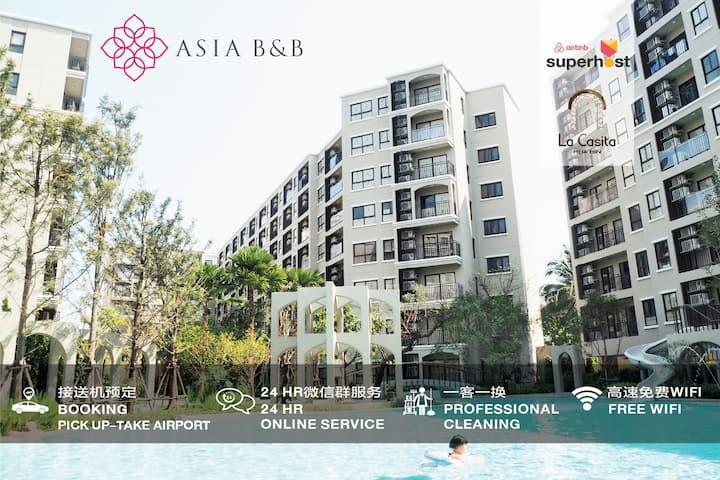 ASIA B&B
airbnb
superhost
La Casita
HUA HIN
接送机预定
BOOKING
PICK UP-TAKE AIRPORT
24 HR微信群服务
24 HR
ONLINE SERVICE
一客一换
PROFESSIONAL
CLEANING
高速免费WIFI
FREE WIFI